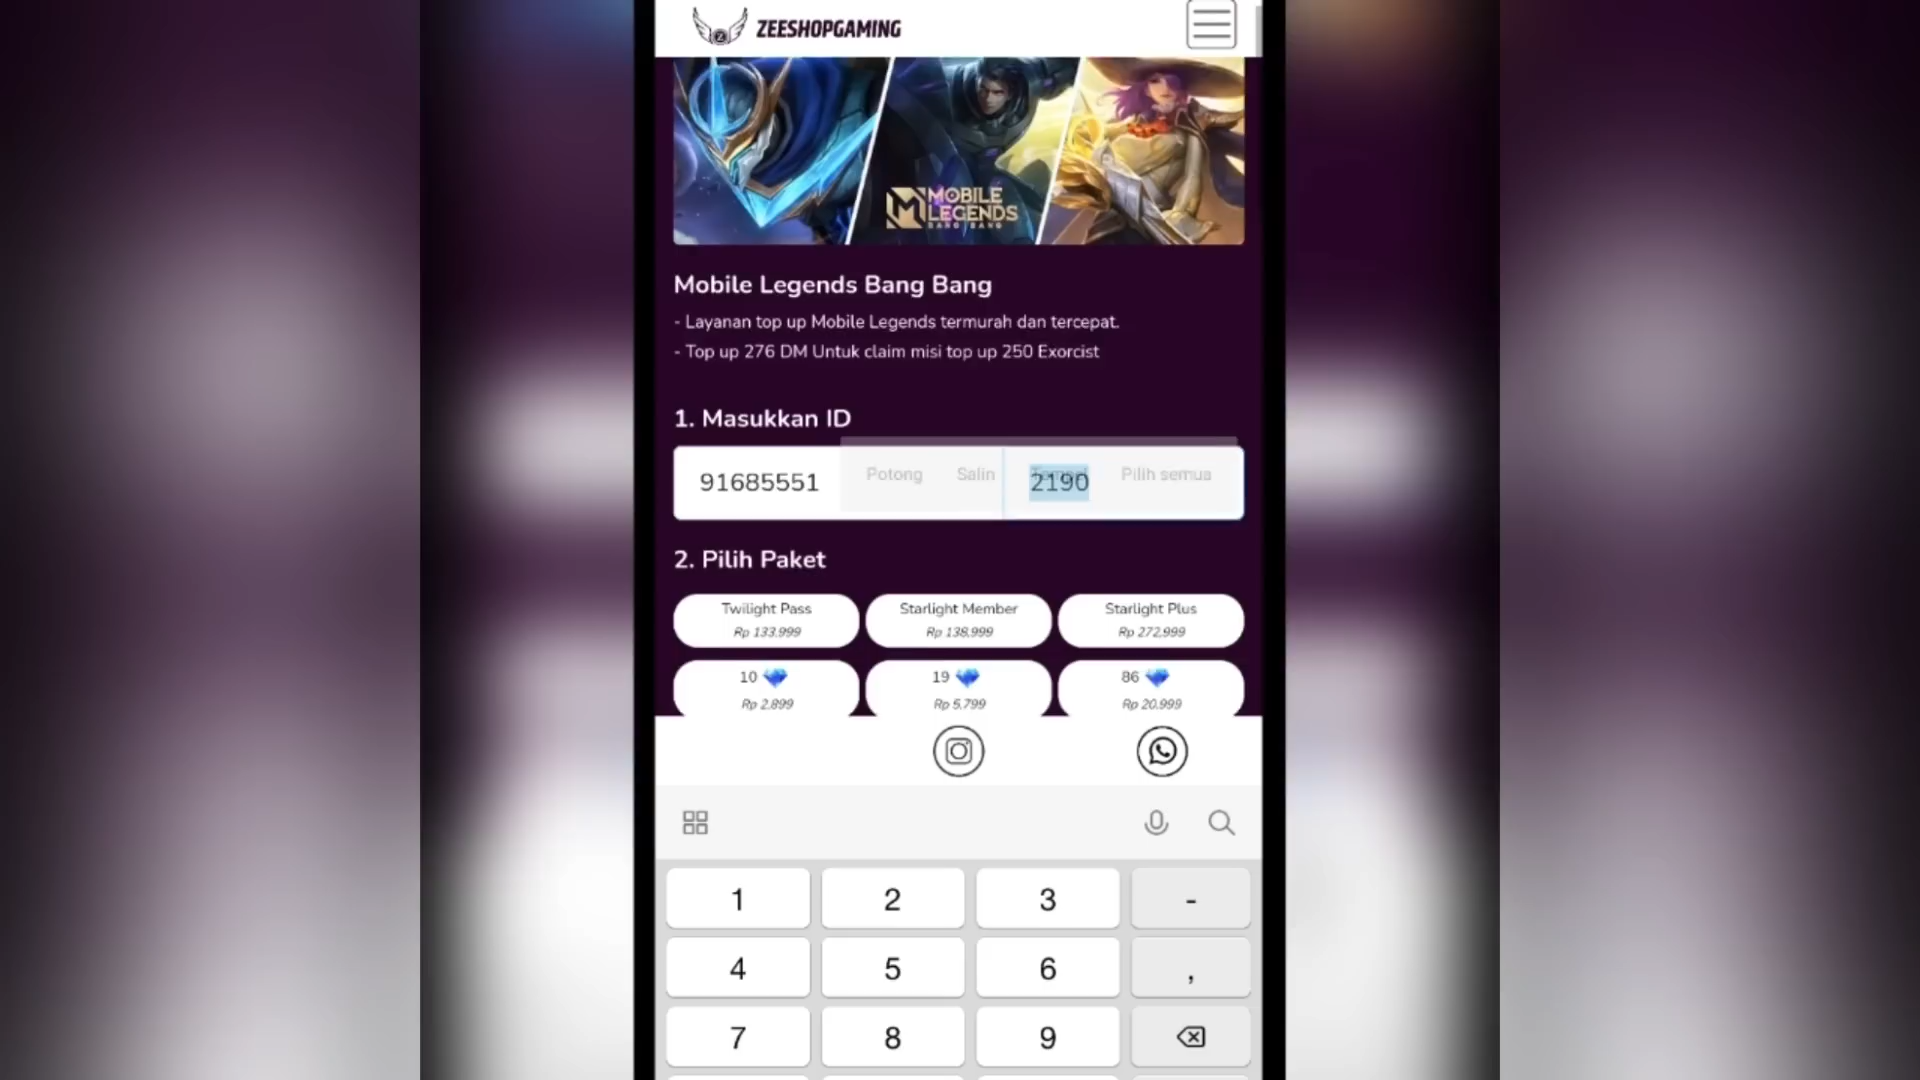 ZEESHOPGAMING
MOBILE
LEGENDS
BANG BANG
Mobile Legends Bang Bang
- Layanan top up Mobile Legends termurah dan tercepat.
- Top up 276 DM Untuk claim misi top up 250 Exorcist
1. Masukkan ID
91685551 Potong Salin 2190 Pilih semua
2. Pilih Paket
Twilight Pass Starlight Member Starlight Plus
Rp 133.999 Rp 138.999 Rp 272.999
10 19 86
Rp 2.899 Rp 5.799 Rp 20.999
1 2 3 -
4 5 6 ,
7 8 9